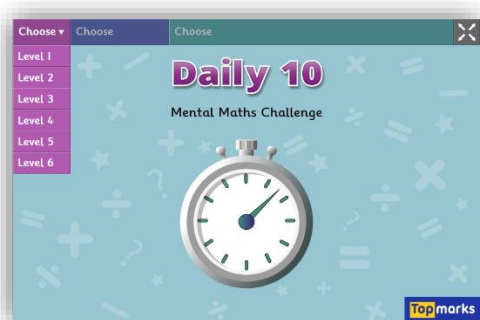 Choose ▾ Choose Choose
Level 1
Level 2
Level 3
Level 4
Level 5
Level 6
Daily 10
Mental Maths Challenge
Topmarks